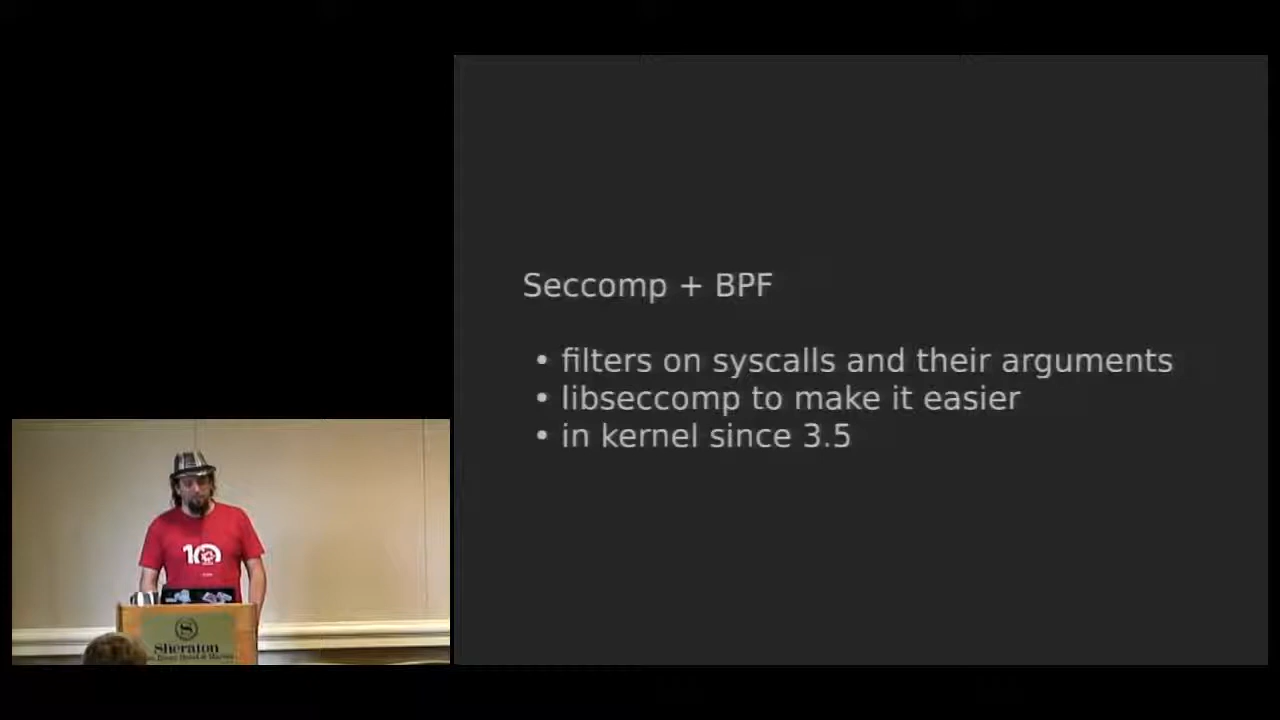 Seccomp + BPF
• filters on syscalls and their arguments
• libseccomp to make it easier
• in kernel since 3.5
10
S
Sheraton